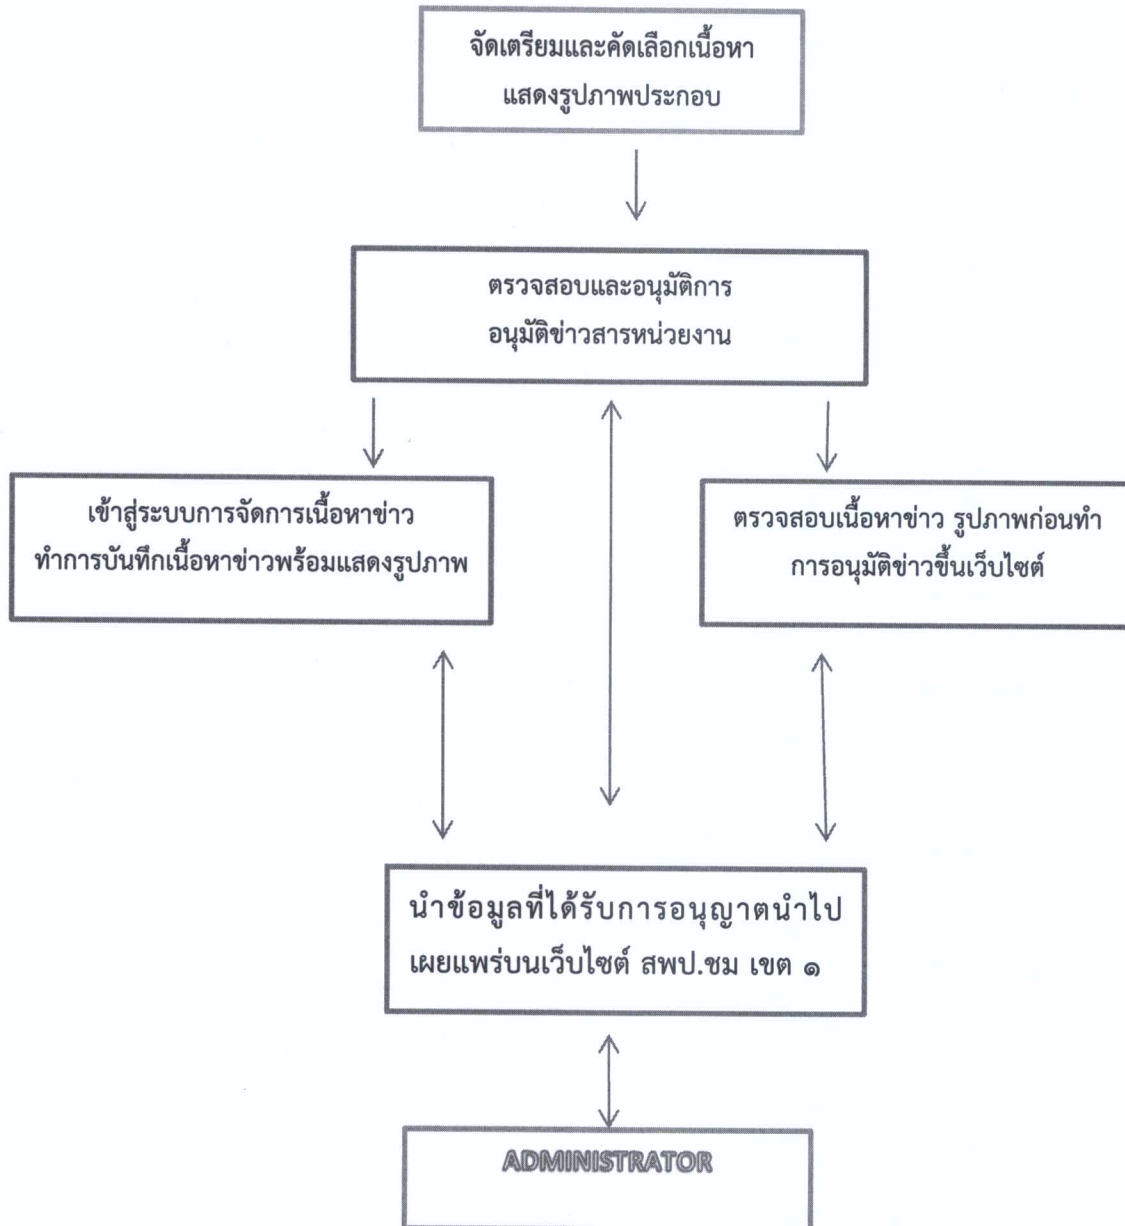 จัดเตรียมและคัดเลือกเนื้อหา
แสดงรูปภาพประกอบ
ตรวจสอบและอนุมัติการ
อนุมัติข่าวสารหน่วยงาน
เข้าสู่ระบบการจัดการเนื้อหาข่าว
ทำการบันทึกเนื้อหาข่าวพร้อมแสดงรูปภาพ
ตรวจสอบเนื้อหาข่าว รูปภาพก่อนทำ
การอนุมัติข่าวขึ้นเว็บไซต์
นำข้อมูลที่ได้รับการอนุญาตนำไป
เผยแพร่บนเว็บไซต์ สพป.ชม เขต ๑
ADMINISTRATOR